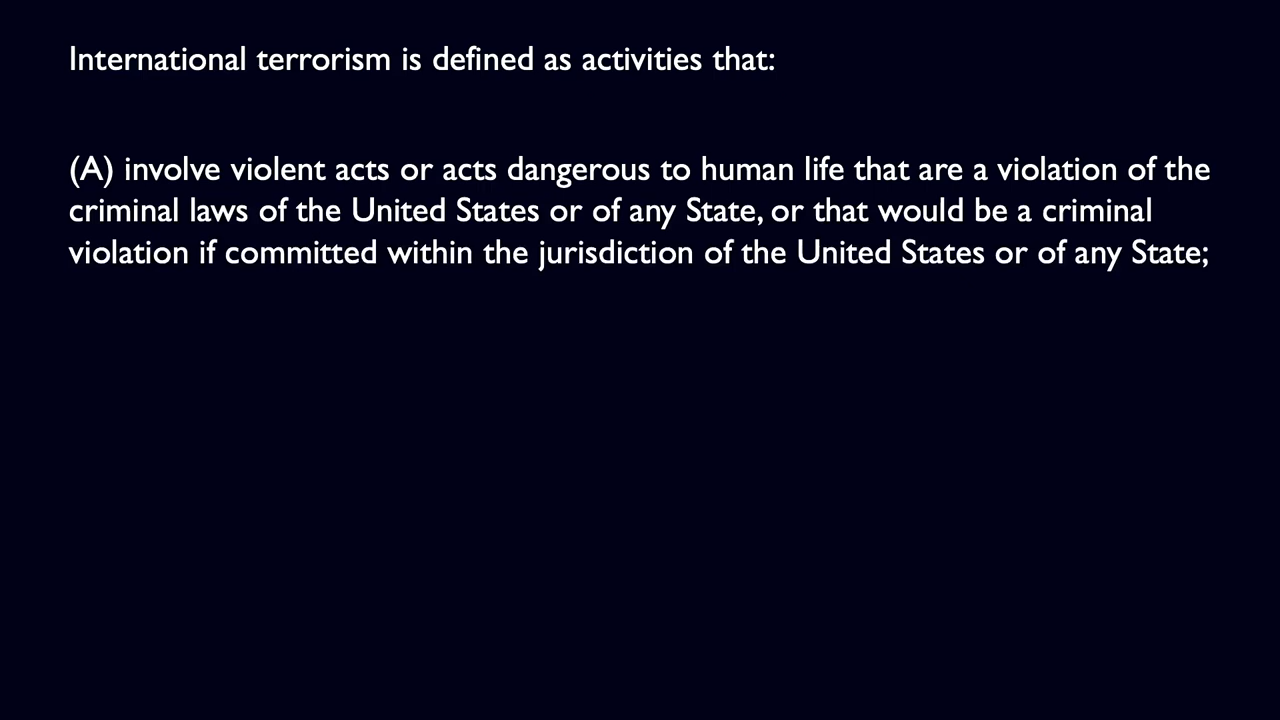 International terrorism is defined as activities that:
(A) involve violent acts or acts dangerous to human life that are a violation of the
criminal laws of the United States or of any State, or that would be a criminal
violation if committed within the jurisdiction of the United States or of any State;